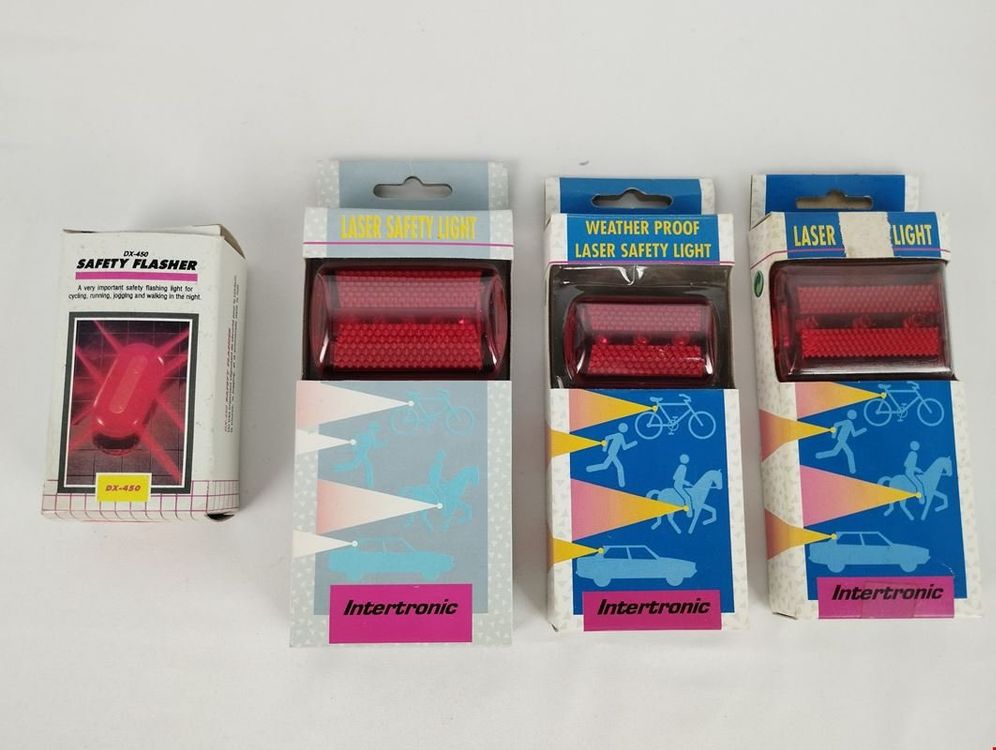 DX-450
SAFETY FLASHER
A very important safety flashing light for
cycling, running, jogging and walking in the night.
DX-450
LASER SAFETY LIGHT
Intertronic
WEATHER PROOF
LASER SAFETY LIGHT
Intertronic
LASER LIGHT
Intertronic